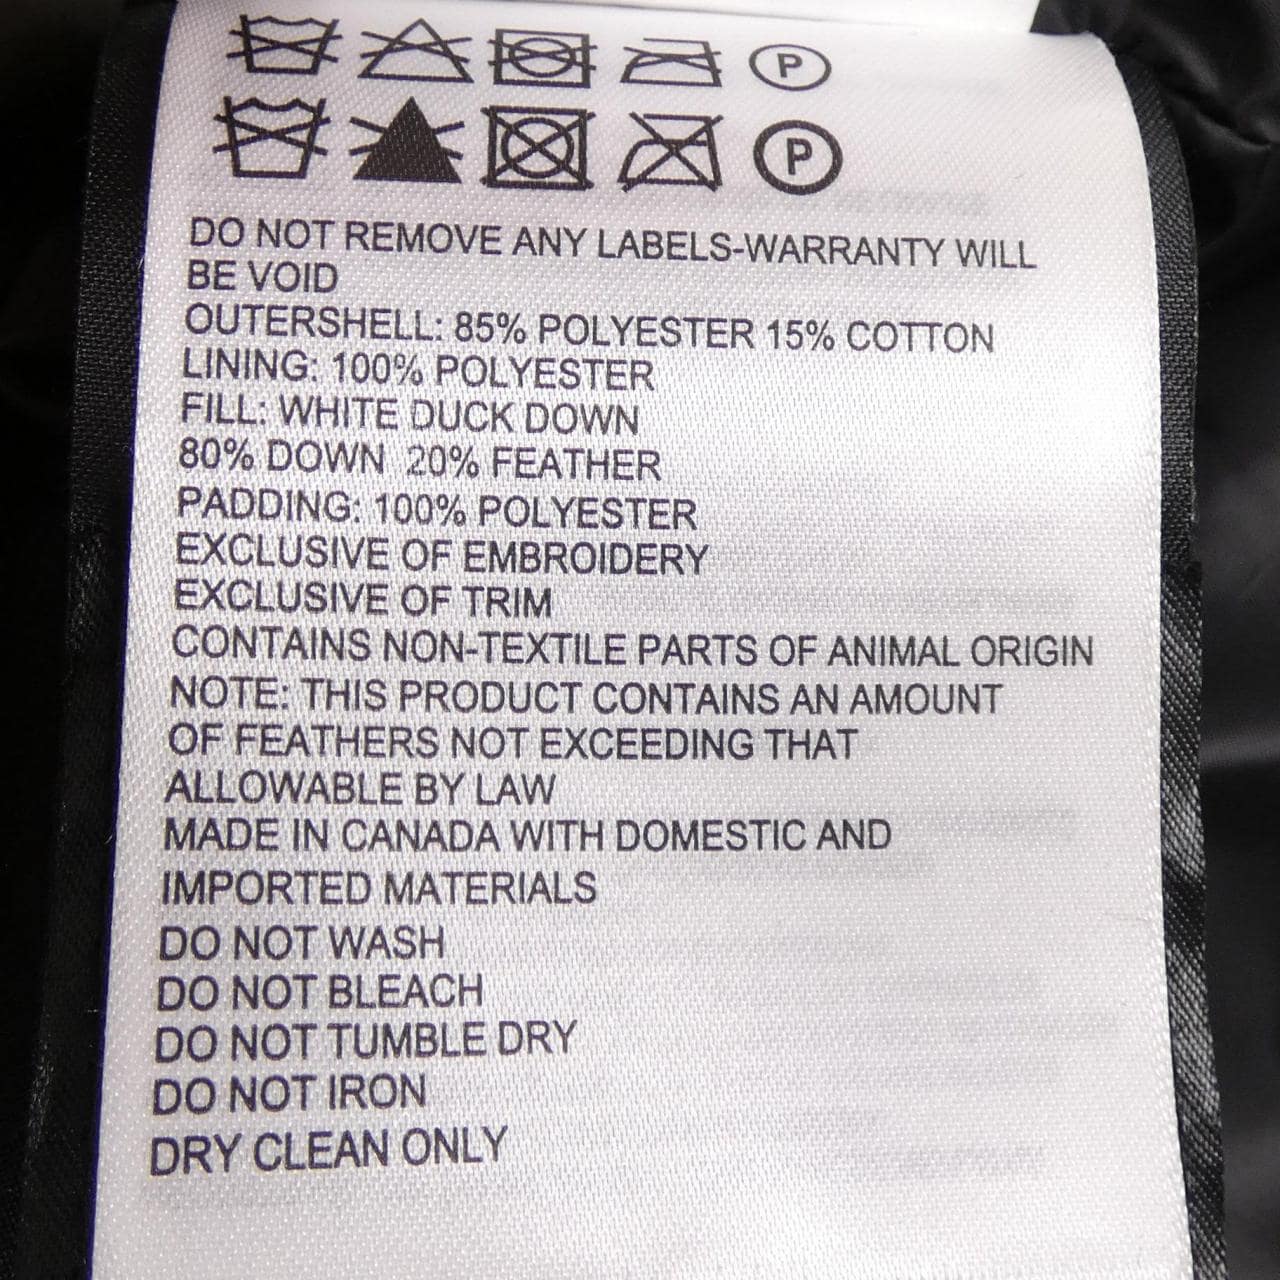 P
P
DO NOT REMOVE ANY LABELS-WARRANTY WILL
BE VOID
OUTERSHELL: 85% POLYESTER 15% COTTON
LINING: 100% POLYESTER
FILL: WHITE DUCK DOWN
80% DOWN 20% FEATHER
PADDING: 100% POLYESTER
EXCLUSIVE OF EMBROIDERY
EXCLUSIVE OF TRIM
CONTAINS NON-TEXTILE PARTS OF ANIMAL ORIGIN
NOTE: THIS PRODUCT CONTAINS AN AMOUNT
OF FEATHERS NOT EXCEEDING THAT
ALLOWABLE BY LAW
MADE IN CANADA WITH DOMESTIC AND
IMPORTED MATERIALS
DO NOT WASH
DO NOT BLEACH
DO NOT TUMBLE DRY
DO NOT IRON
DRY CLEAN ONLY